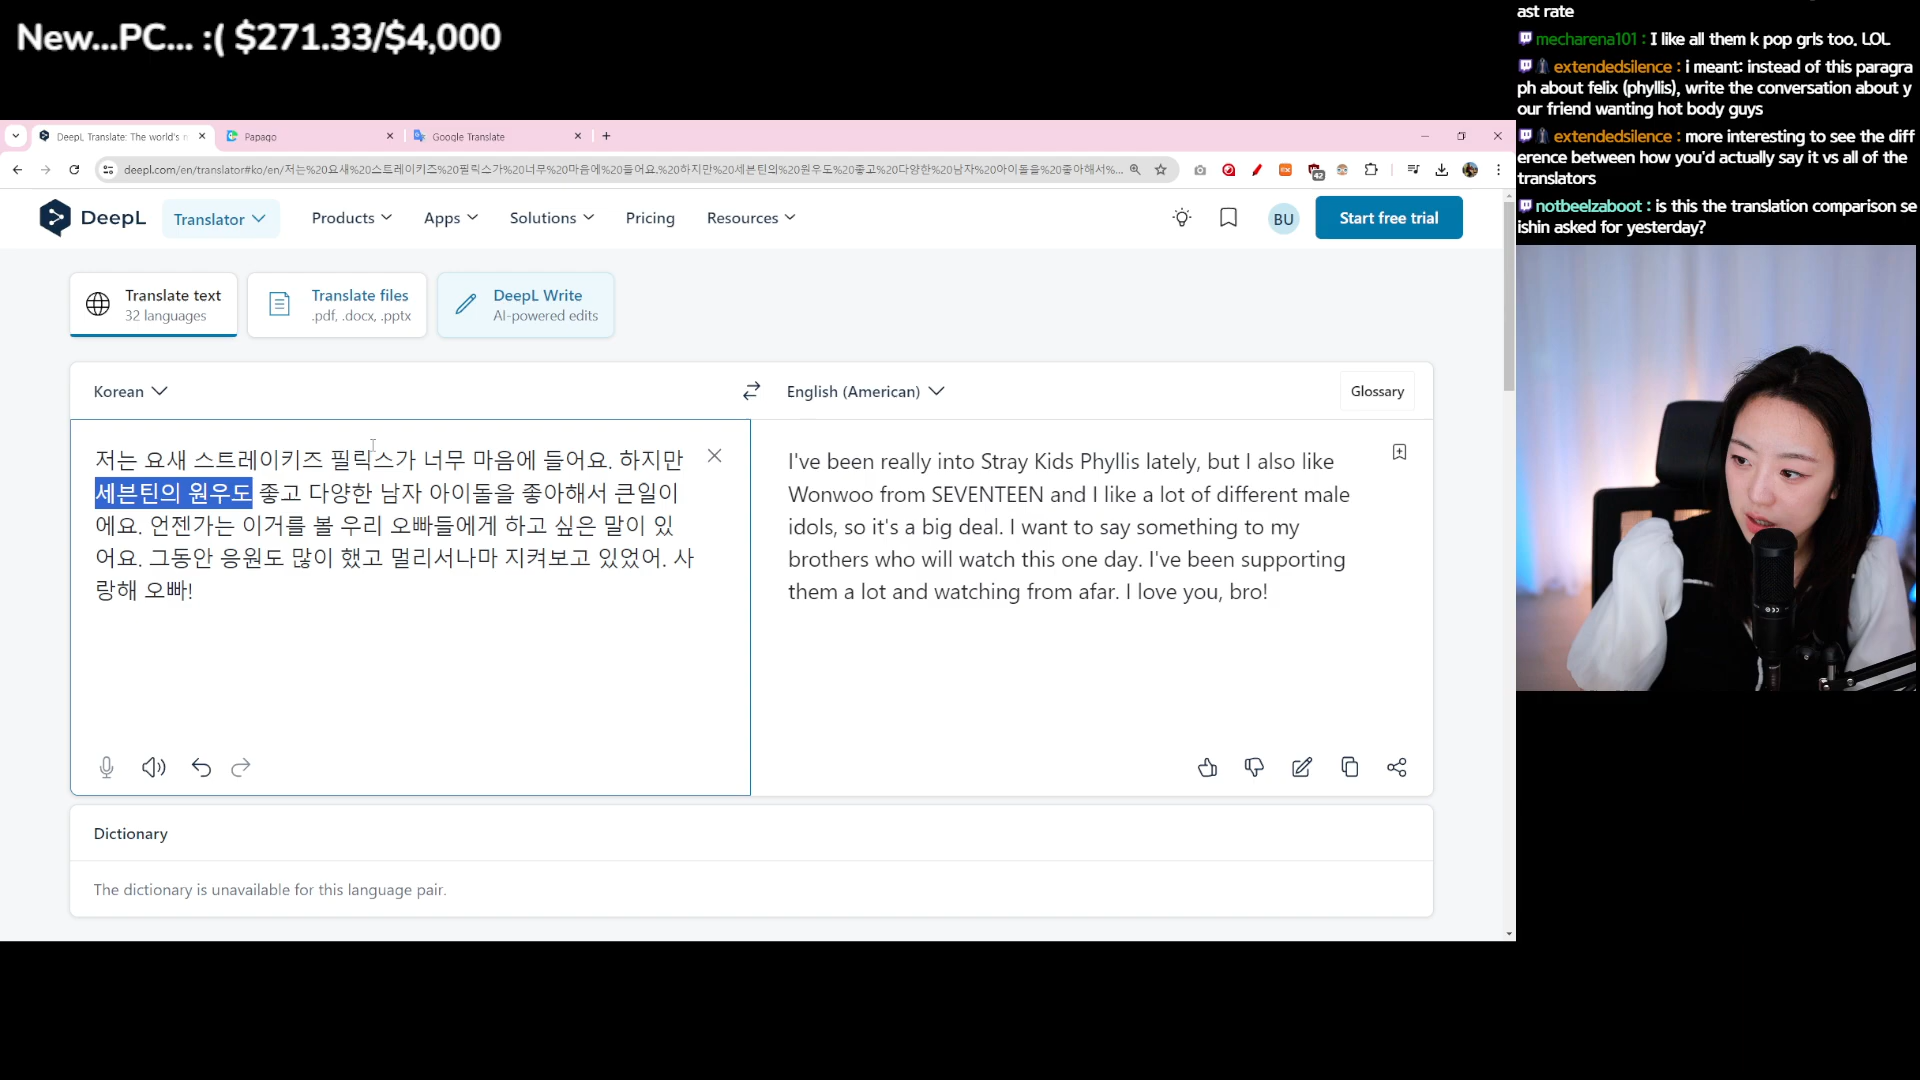 New...PC... :( $271.33/$4,000
ast rate
mecharena101 : I like all them k pop grls too. LOL
extendedsilence : i meant: instead of this paragra
ph about felix (phyllis), write the conversation about y
our friend wanting hot body guys
extendedsilence : more interesting to see the diff
erence between how you'd actually say it vs all of the
translators
notbeelzaboot : is this the translation comparison se
ishin asked for yesterday?
DeepL Translate: The world's
Papago
Google Translate
deepl.com/en/translator#ko/en/저는%20요새%20스트레이키즈%20필릭스가%20너무%20마음에%20들어요.%20하지만%20세븐틴의%20원우도%20좋고%20다양한%20남자%20아이돌을%20좋아해서%...
42
DeepL
Translator
Products
Apps
Solutions
Pricing
Resources
BU
Start free trial
Translate text
32 languages
Translate files
.pdf, .docx, .pptx
DeepL Write
AI-powered edits
Korean
English (American)
Glossary
저는 요새 스트레이키즈 필릭스가 너무 마음에 들어요. 하지만
세븐틴의 원우도 좋고 다양한 남자 아이돌을 좋아해서 큰일이
에요. 언젠가는 이거를 볼 우리 오빠들에게 하고 싶은 말이 있
어요. 그동안 응원도 많이 했고 멀리서나마 지켜보고 있었어. 사
랑해 오빠!
I've been really into Stray Kids Phyllis lately, but I also like
Wonwoo from SEVENTEEN and I like a lot of different male
idols, so it's a big deal. I want to say something to my
brothers who will watch this one day. I've been supporting
them a lot and watching from afar. I love you, bro!
Dictionary
The dictionary is unavailable for this language pair.